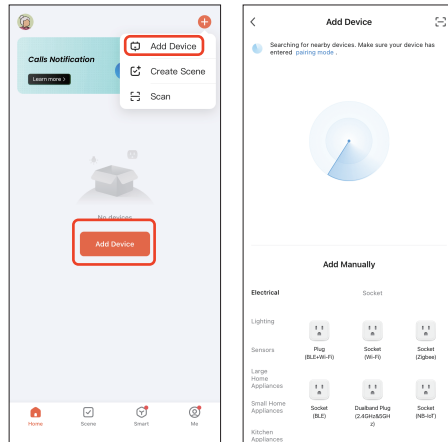 Add Device
Calls Notification
Create Scene
Learn more >
Scan
No devices
Add Device
Home
Scene
Smart
Me
Add Device
Searching for nearby devices. Make sure your device has
entered pairing mode .
Add Manually
Electrical
Socket
Lighting
Sensors
Plug
(BLE+Wi-Fi)
Socket
(Wi-Fi)
Socket
(Zigbee)
Large
Home
Appliances
Small Home
Appliances
Socket
(BLE)
Dualband Plug
(2.4GHz&5GH
z)
Socket
(NB-IoT)
Kitchen
Appliances